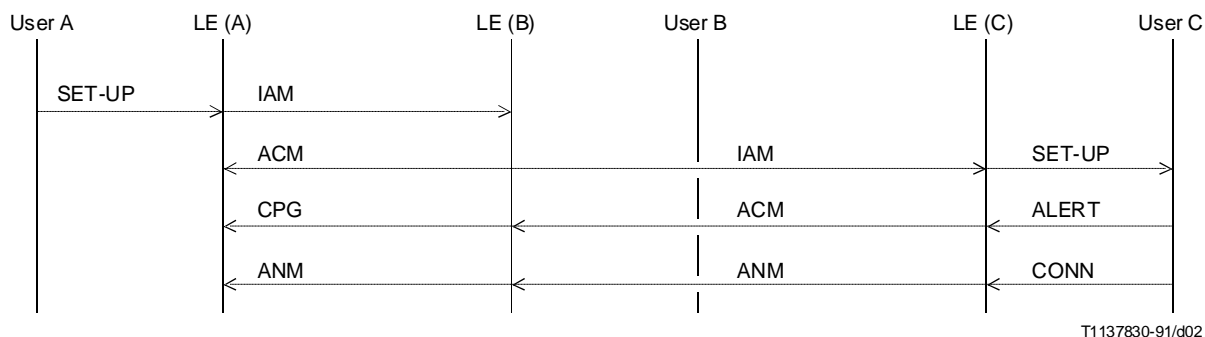 User A LE (A) LE (B) User B LE (C) User C
SET-UP IAM
ACM IAM SET-UP
CPG ACM ALERT
ANM ANM CONN
T1137830-91/d02